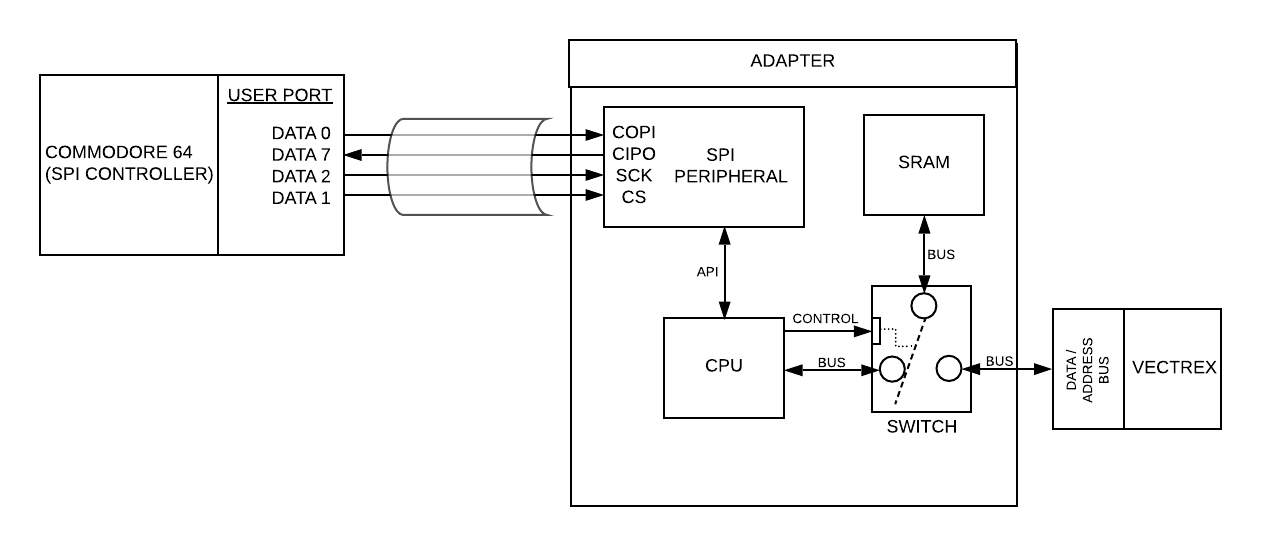 ADAPTER
USER PORT
DATA 0
DATA 7
DATA 2
DATA 1
COMMODORE 64
(SPI CONTROLLER)
COPI
CIPO
SCK
CS
SPI
PERIPHERAL
SRAM
BUS
API
CONTROL
CPU
BUS
SWITCH
BUS
DATA /
ADDRESS
BUS
VECTREX